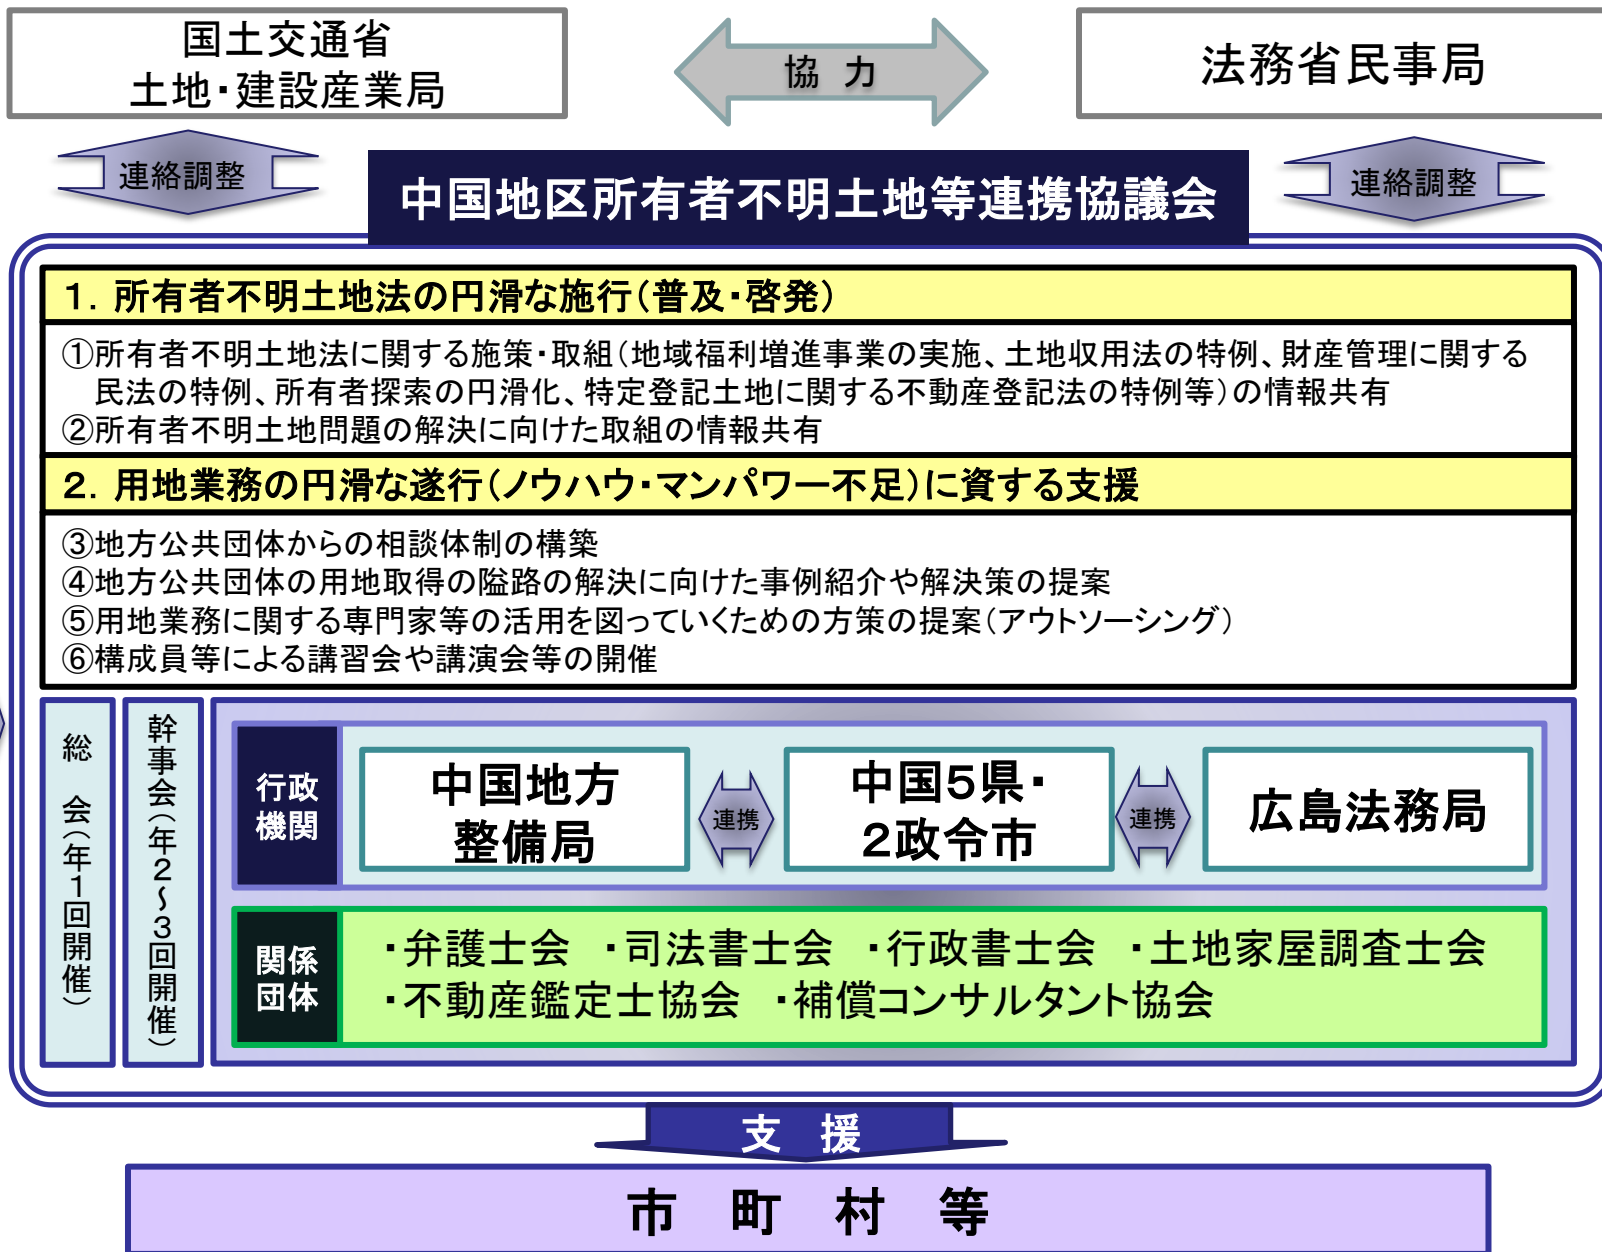 国土交通省
土地・建設産業局
協 力
法務省民事局
連絡調整
連絡調整
中国地区所有者不明土地等連携協議会
１．所有者不明土地法の円滑な施行（普及・啓発）
①所有者不明土地法に関する施策・取組（地域福利増進事業の実施、土地収用法の特例、財産管理に関する
民法の特例、所有者探索の円滑化、特定登記土地に関する不動産登記法の特例等）の情報共有
②所有者不明土地問題の解決に向けた取組の情報共有
２．用地業務の円滑な遂行（ノウハウ・マンパワー不足）に資する支援
③地方公共団体からの相談体制の構築
④地方公共団体の用地取得の隘路の解決に向けた事例紹介や解決策の提案
⑤用地業務に関する専門家等の活用を図っていくための方策の提案（アウトソーシング）
⑥構成員等による講習会や講演会等の開催
総　会（年１回開催）
幹事会（年２～３回開催）
行政
機関
中国地方
整備局
連携
中国５県・
２政令市
連携
広島法務局
関係
団体
・弁護士会　・司法書士会　・行政書士会　・土地家屋調査士会
・不動産鑑定士協会　・補償コンサルタント協会
支　援
市　町　村　等